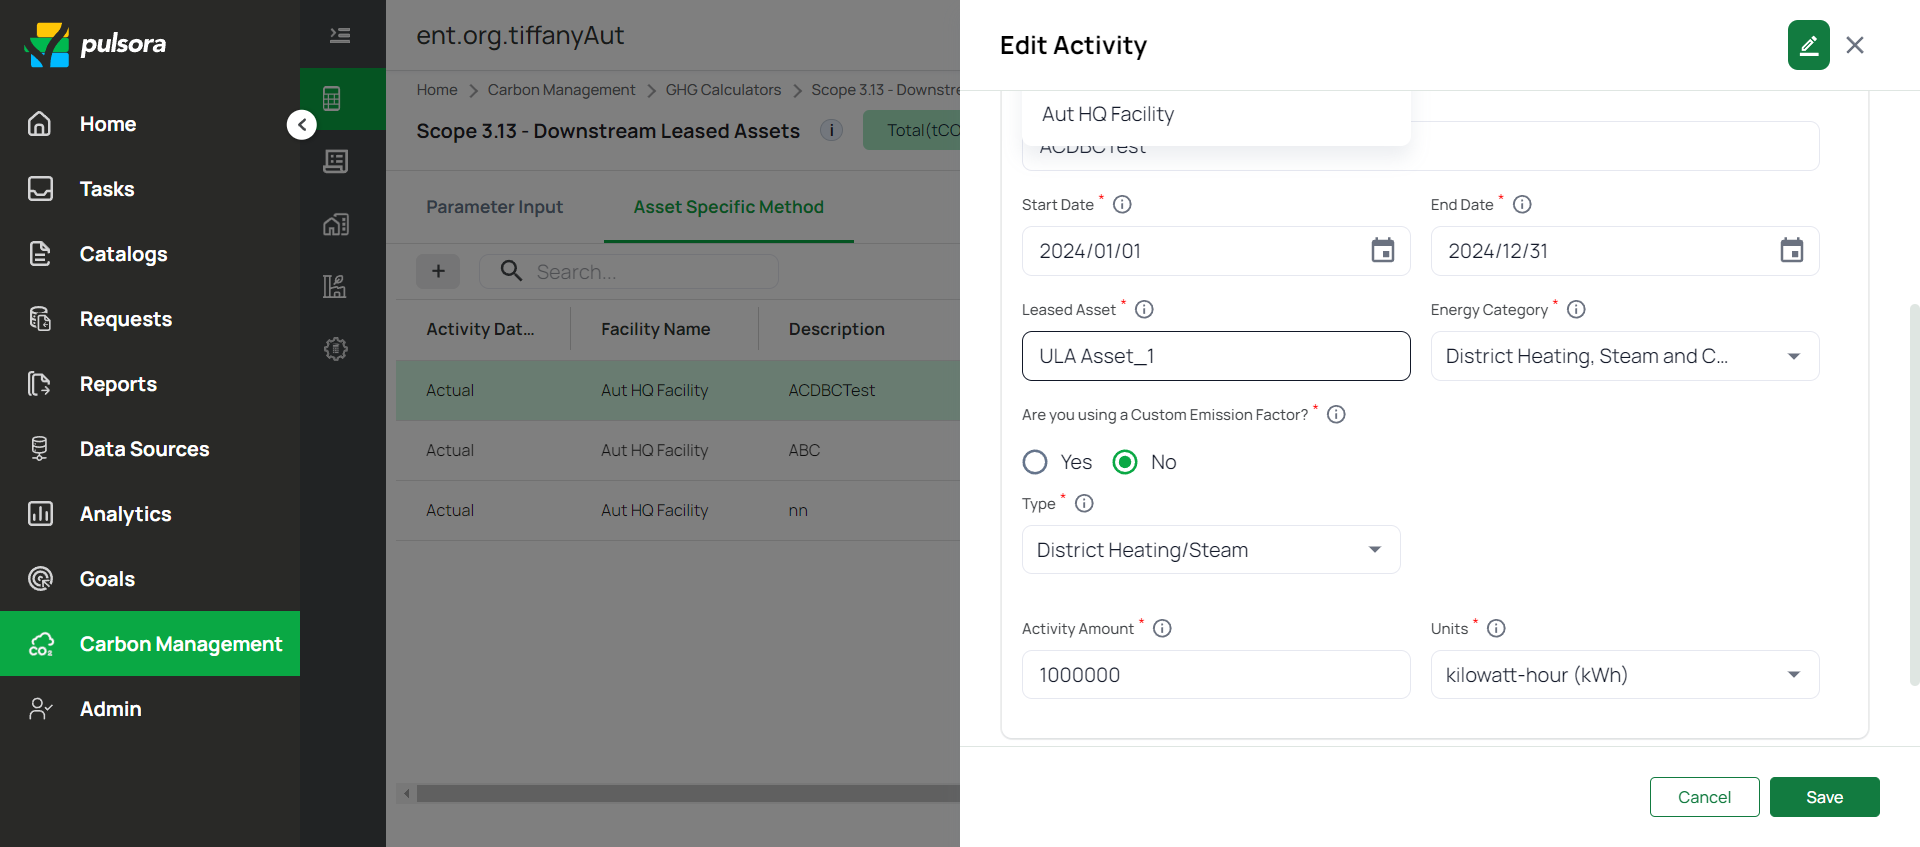 pulsora
Home
Tasks
Catalogs
Requests
Reports
Data Sources
Analytics
Goals
CO₂
Carbon Management
Admin
ent.org.tiffanyAut
Home > Carbon Management > GHG Calculators > Scope 3.13 - Downstre
Scope 3.13 - Downstream Leased Assets i Total(tCO
Parameter Input Asset Specific Method
+ Search...
Activity Dat... Facility Name Description
Actual Aut HQ Facility ACDBCTest
Actual Aut HQ Facility ABC
Actual Aut HQ Facility nn
Edit Activity
Aut HQ Facility
ACDBCTest
Start Date * End Date *
2024/01/01 2024/12/31
Leased Asset * Energy Category *
ULA Asset_1 District Heating, Steam and C...
Are you using a Custom Emission Factor? *
Yes No
Type *
District Heating/Steam
Activity Amount * Units *
1000000 kilowatt-hour (kWh)
Cancel Save